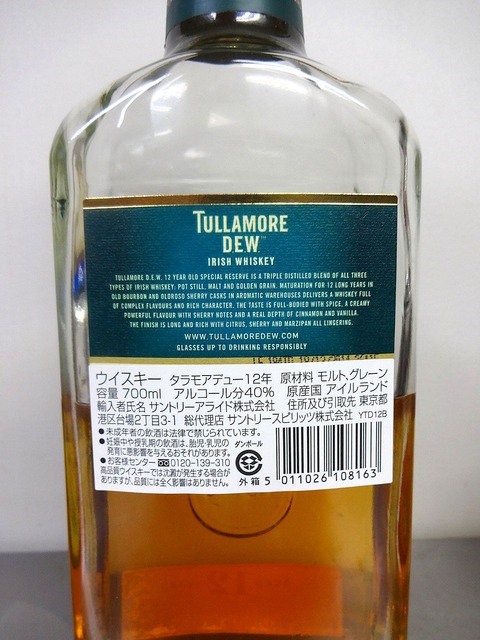 TULLAMORE
DEW™
IRISH WHISKEY
TULLAMORE D.E.W. 12 YEAR OLD SPECIAL RESERVE IS A TRIPLE DISTILLED BLEND OF ALL THREE
TYPES OF IRISH WHISKEY; POT STILL, MALT AND GOLDEN GRAIN. MATURATION FOR 12 LONG YEARS IN
OLD BOURBON AND OLOROSO SHERRY CASKS IN AROMATIC WAREHOUSES DELIVERS A WHISKEY FULL
OF COMPLEX FLAVOURS AND RICH CHARACTER. THE TASTE IS FULL-BODIED WITH SPICE, A CREAMY
POWERFUL FLAVOUR WITH SHERRY NOTES AND A REAL DEPTH OF CINNAMON AND VANILLA.
THE FINISH IS LONG AND RICH WITH CITRUS, SHERRY AND MARZIPAN ALL LINGERING.
WWW.TULLAMOREDEW.COM
GLASSES UP TO DRINKING RESPONSIBLY
ウイスキー タラモアデュー12年 原材料 モルト、グレーン
容量 700ml アルコール分40% 原産国 アイルランド
輸入者氏名 サントリーアライド株式会社 住所及び引取先 東京都
港区台場2丁目3-1 総代理店 サントリースピリッツ株式会社 YTD12B
●未成年者の飲酒は法律で禁じられています。
●妊娠中や授乳期の飲酒は、胎児・乳児の
発育に悪影響を与えるおそれがあります。
●お客様センター 0120-139-310
高品質ウイスキーでは沈澱が発生する場合が
ありますが、品質には全く影響はありません。
ダンボール
外箱
5 011026 108163